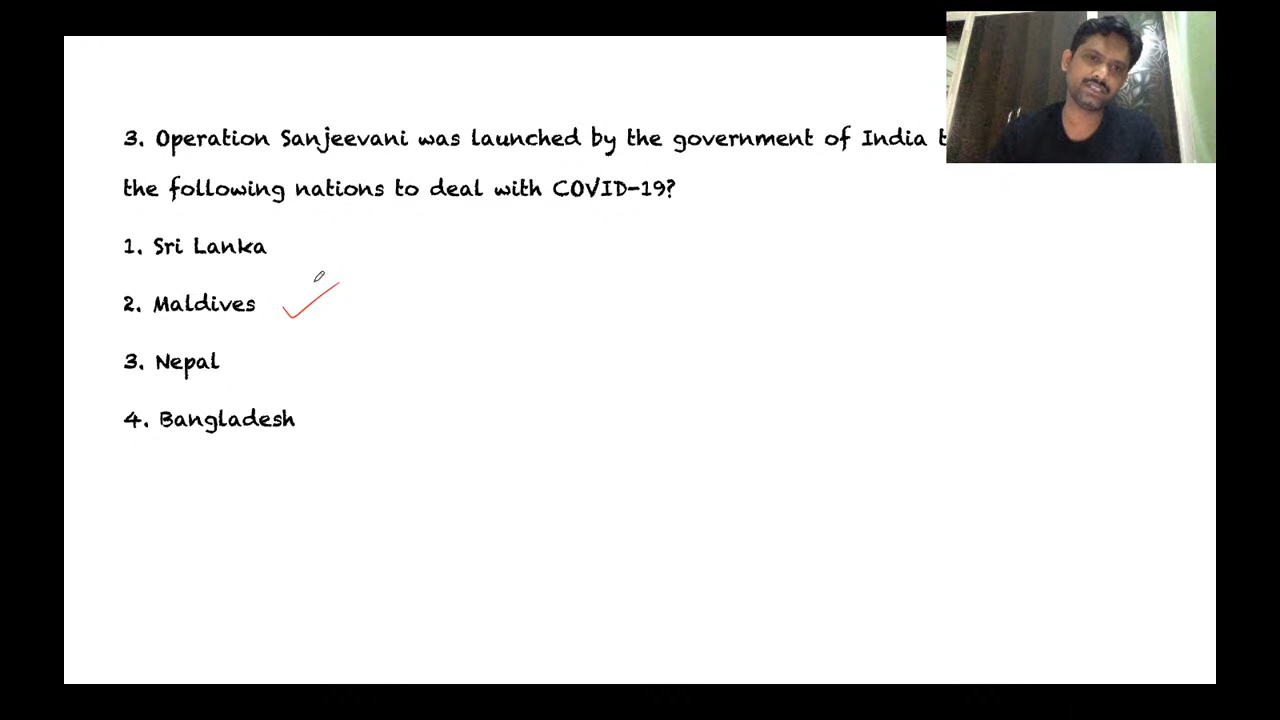 3. Operation Sanjeevani was launched by the government of India
the following nations to deal with COVID-19?
1. Sri Lanka
2. Maldives
3. Nepal
4. Bangladesh